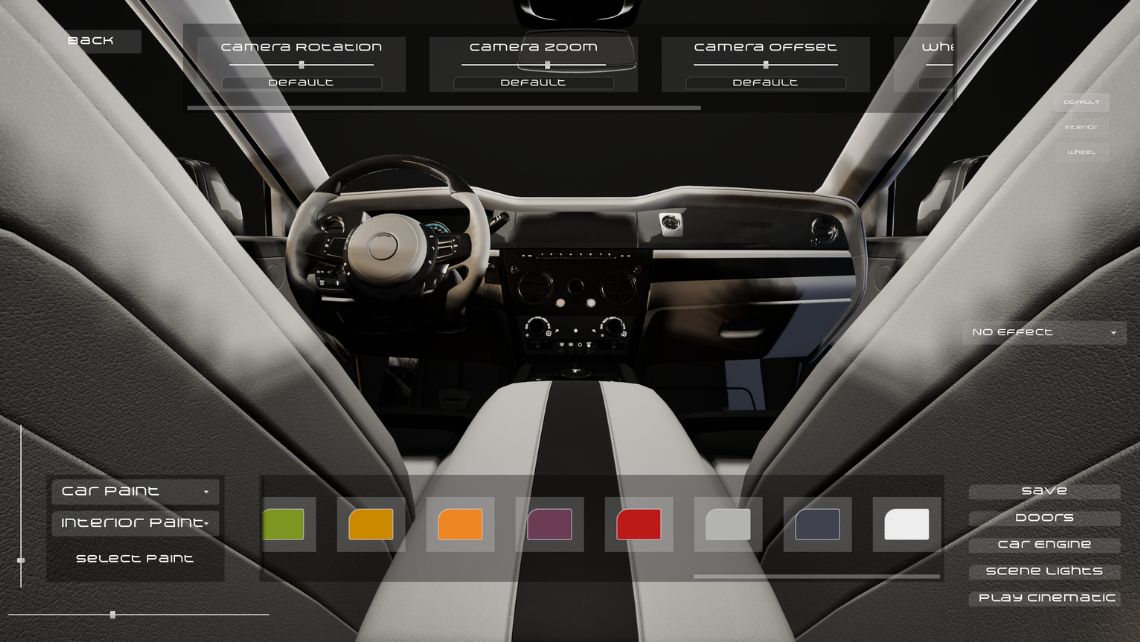 Back
Camera Rotation
Default
Camera Zoom
Default
Camera Offset
Default
Whe
Default
Interior
Wheel
No Effect
Car Paint
Interior Paint
Select Paint
Save
Doors
Car Engine
Scene Lights
Play Cinematic